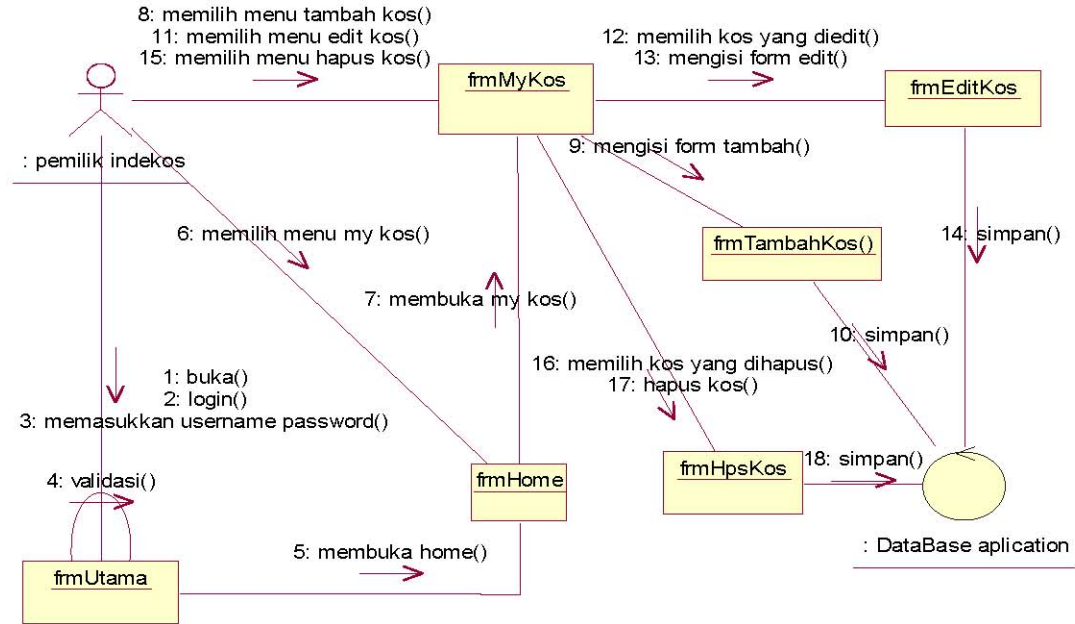 8: memilih menu tambah kos()
11: memilih menu edit kos()
15: memilih menu hapus kos()
12: memilih kos yang diedit()
13: mengisi form edit()
frmMyKos
frmEditKos
9: mengisi form tambah()
: pemilik indekos
6: memilih menu my kos()
frmTambahKos()
14: simpan()
7: membuka my kos()
10: simpan()
16: memilih kos yang dihapus()
17: hapus kos()
1: buka()
2: login()
3: memasukkan username password()
4: validasi()
frmHome
frmHpsKos
18: simpan()
5: membuka home()
: DataBase aplication
frmUtama